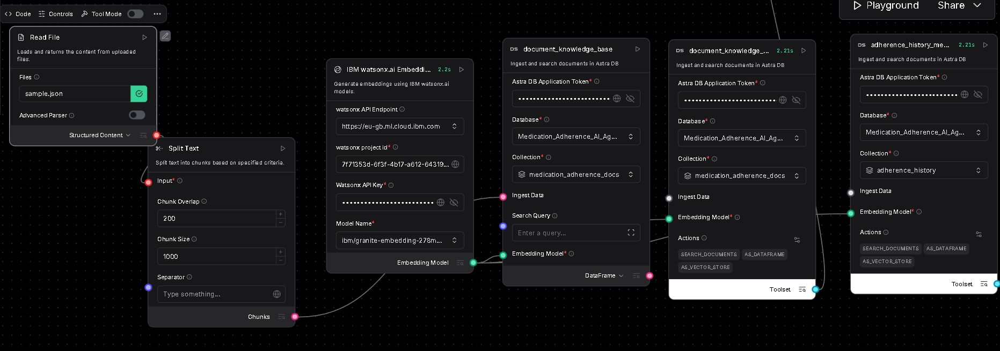 Code
Controls
Tool Mode
Playground
Share
Read File
Loads and returns the content from uploaded
files.
Files
sample.json
Advanced Parser
Structured Content
Split Text
Split text into chunks based on specified criteria.
Input*
Chunk Overlap
200
Chunk Size
1000
Separator
Type something...
Chunks
IBM watsonx.ai Embeddi...
2.2s
Generate embeddings using IBM watsonx.ai
models.
watsonx API Endpoint
https://eu-gb.ml.cloud.ibm.com
watsonx project id*
7f71353d-6f3f-4b17-a612-64319...
Watsonx API Key*
Model Name*
ibm/granite-embedding-278m...
Embedding Model
document_knowledge_base
Ingest and search documents in Astra DB
Astra DB Application Token*
Database*
Medication_Adherence_AI_Ag...
Collection*
medication_adherence_docs
Ingest Data
Search Query
Enter a query...
Embedding Model*
DataFrame
document_knowledge_...
2.21s
Ingest and search documents in Astra DB
Astra DB Application Token*
Database*
Medication_Adherence_AI_Ag...
Collection*
medication_adherence_docs
Ingest Data
Embedding Model*
Actions
SEARCH_DOCUMENTS AS_DATAFRAME
AS_VECTOR_STORE
Toolset
adherence_history_me...
2.21s
Ingest and search documents in Astra DB
Astra DB Application Token*
Database*
Medication_Adherence_AI_Ag...
Collection*
adherence_history
Ingest Data
Embedding Model*
Actions
SEARCH_DOCUMENTS AS_DATAFRAME
AS_VECTOR_STORE
Toolset